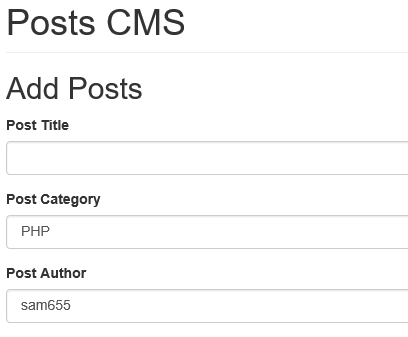 Posts CMS
Add Posts
Post Title
Post Category
PHP
Post Author
sam655